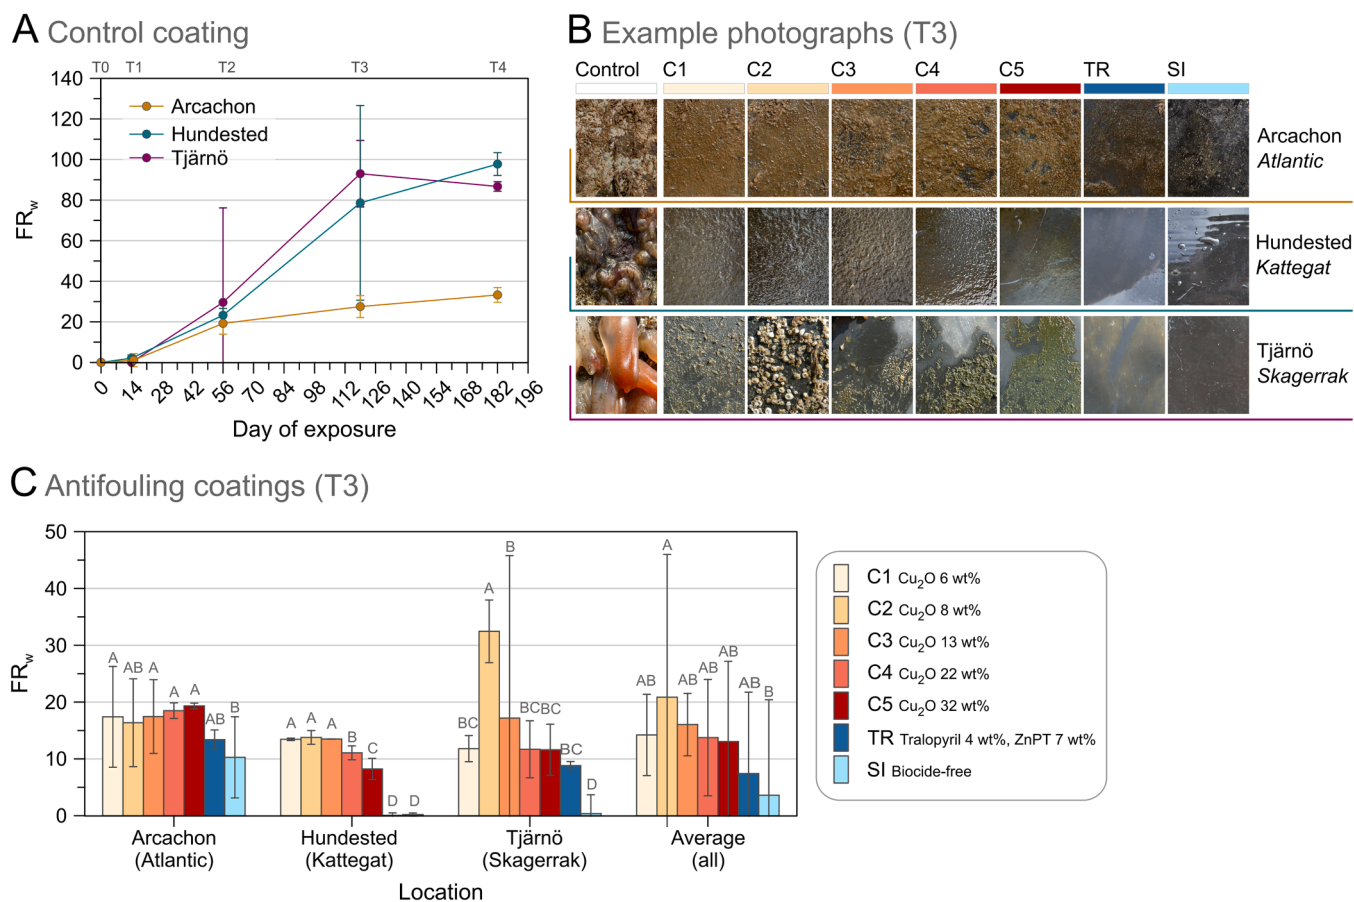 A Control coating
T0 T1 T2 T3 T4
140
120
100
80
60
40
20
0
FRw
Arcachon
Hundested
Tjärnö
0 14 28 42 56 70 84 98 112 126 140 154 168 182 196
Day of exposure
B Example photographs (T3)
Control C1 C2 C3 C4 C5 TR SI
Arcachon
Atlantic
Hundested
Kattegat
Tjärnö
Skagerrak
C Antifouling coatings (T3)
50
40
30
20
10
0
FRw
A AB A A A AB B
A A A B C D D
BC A B BC BC BC D
AB A AB AB AB AB B
Arcachon
(Atlantic)
Hundested
(Kattegat)
Tjärnö
(Skagerrak)
Average
(all)
Location
C1 Cu2O 6 wt%
C2 Cu2O 8 wt%
C3 Cu2O 13 wt%
C4 Cu2O 22 wt%
C5 Cu2O 32 wt%
TR Tralopyril 4 wt%, ZnPT 7 wt%
SI Biocide-free